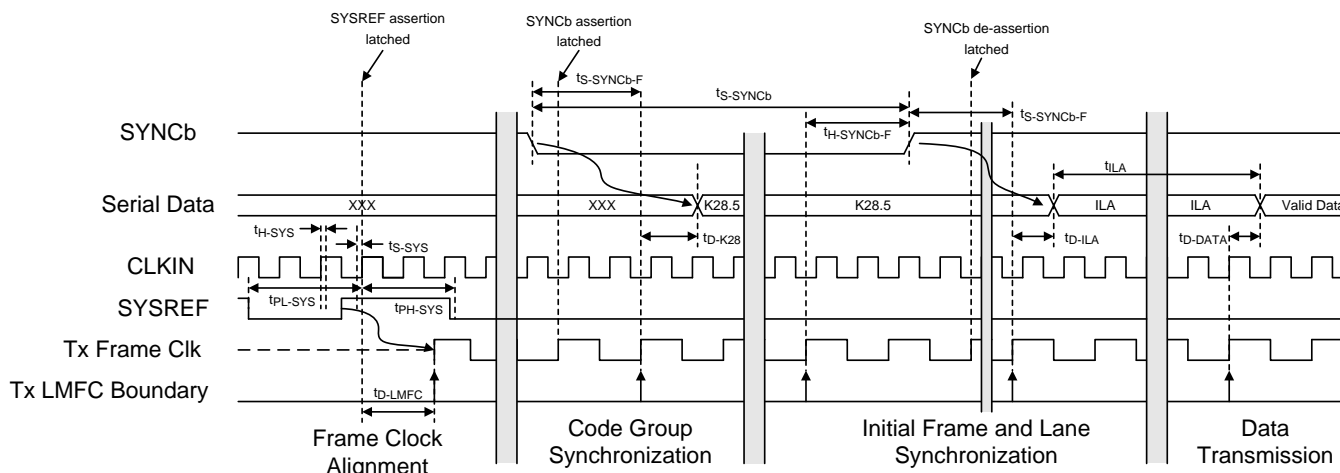 SYSREF assertion
latched
SYNCb assertion
latched
SYNCb de-assertion
latched
tS-SYNCb-F
tS-SYNCb
tS-SYNCb-F
SYNCb
tH-SYNCb-F
tILA
Serial Data
XXX
XXX
K28.5
K28.5
ILA
ILA
Valid Data
tH-SYS
tS-SYS
tD-K28
tD-ILA
tD-DATA
CLKIN
tPL-SYS
tPH-SYS
SYSREF
Tx Frame Clk
Tx LMFC Boundary
tD-LMFC
Frame Clock
Alignment
Code Group
Synchronization
Initial Frame and Lane
Synchronization
Data
Transmission